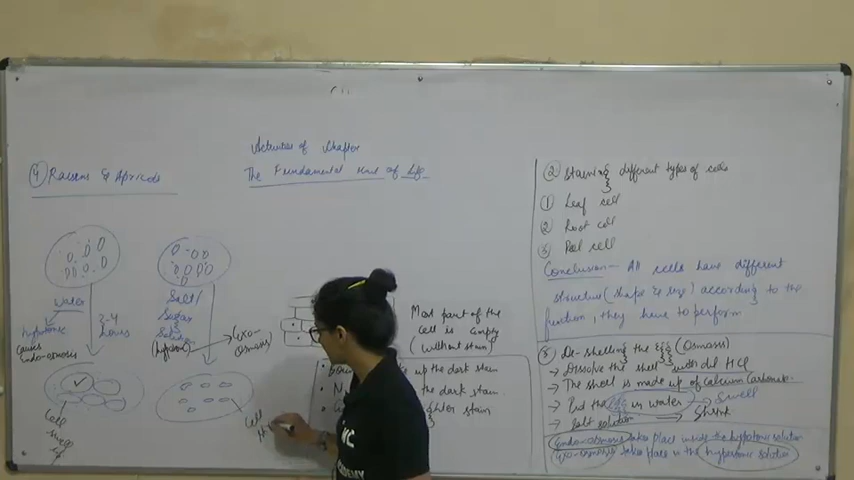 Activities of Chapter
The Fundamental unit of Life
④ Raisins & Apricots
Water
hypotonic
causes
endo-osmosis
2-4
hours
Salt/
Sugar
Solution
(hypertonic)
Exo-
osmosis
Cell
swell
up
Cell
Most part of the
cell is empty
(without stain)
up the dark stain
the dark stain
lighter stain
② Staining different types of cells
① Leaf cell
② Root cell
③ Peel cell
Conclusion - All cells have different
structure (shape & size) according to the
function, they have to perform
③ De-shelling the egg (Osmosis)
→ Dissolve the shell with dil HCl
→ The shell is made up of calcium Carbonate.
→ Put the egg in water → Swell
→ Salt solution → Shrink
Endo-osmosis takes place inside the hypotonic solution
Exo-osmosis takes place in the hypertonic solution
ACADEMY